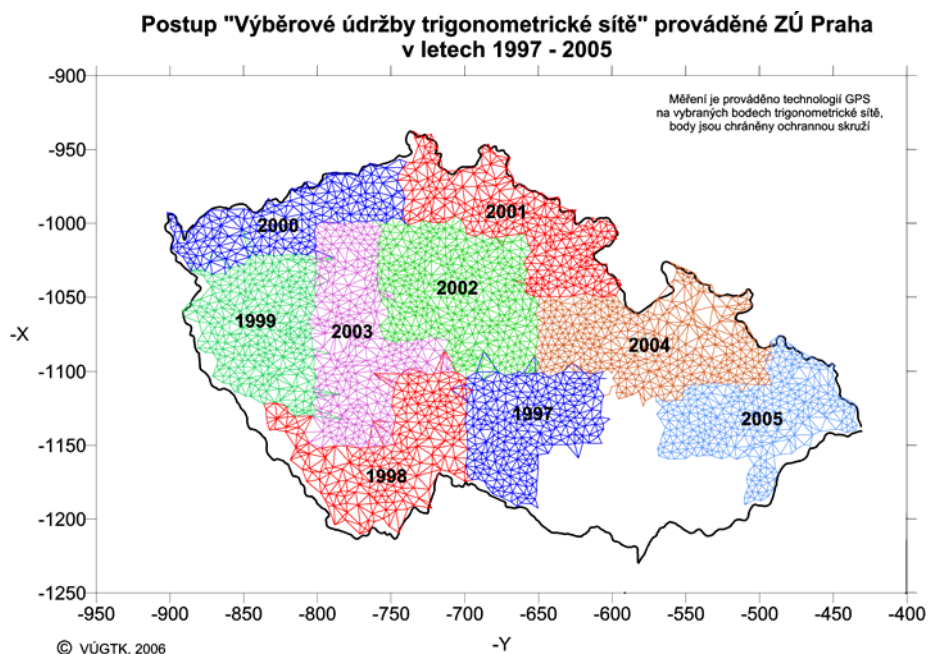 Postup "Výběrové údržby trigonometrické sítě" prováděné ZÚ Praha
v letech 1997 - 2005
Měření je prováděno technologií GPS
na vybraných bodech trigonometrické sítě,
body jsou chráněny ochrannou skruží
-900
-950
-1000
-1050
-1100
-1150
-1200
-1250
-X
2000
2001
2002
1999
2003
2004
1997
2005
1998
-950 -900 -850 -800 -750 -700 -650 -600 -550 -500 -450 -400
-Y
© VÚGTK, 2006